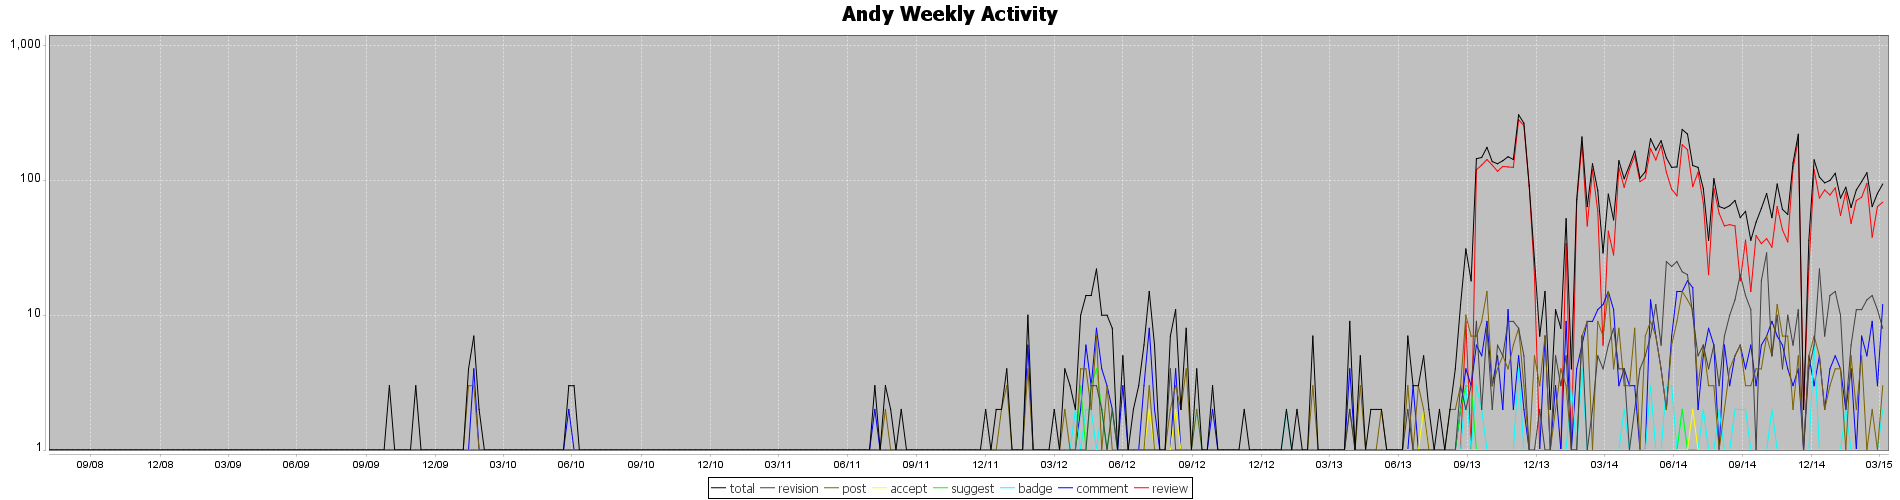 Andy Weekly Activity
1,000
100
10
1
09/08 12/08 03/09 06/09 09/09 12/09 03/10 06/10 09/10 12/10 03/11 06/11 09/11 12/11 03/12 06/12 09/12 12/12 03/13 06/13 09/13 12/13 03/14 06/14 09/14 12/14 03/15
total revision post accept suggest badge comment review